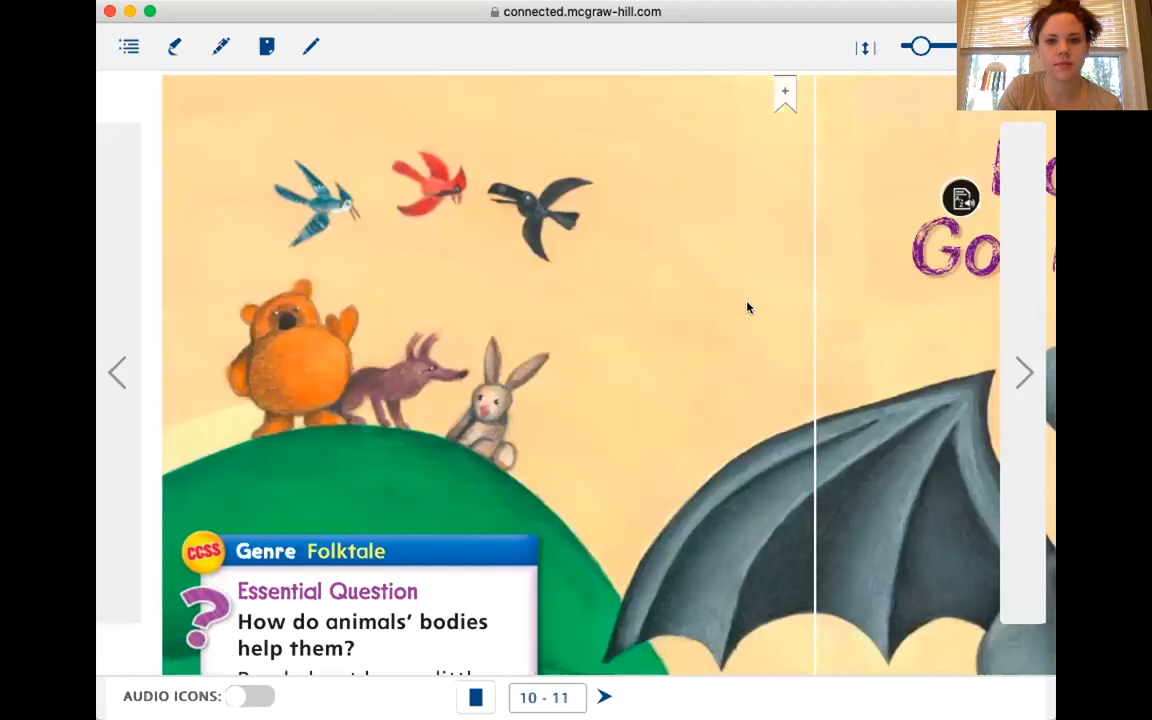 connected.mcgraw-hill.com
Go
CCSS
Genre Folktale
Essential Question
How do animals' bodies
help them?
AUDIO ICONS:
10 - 11